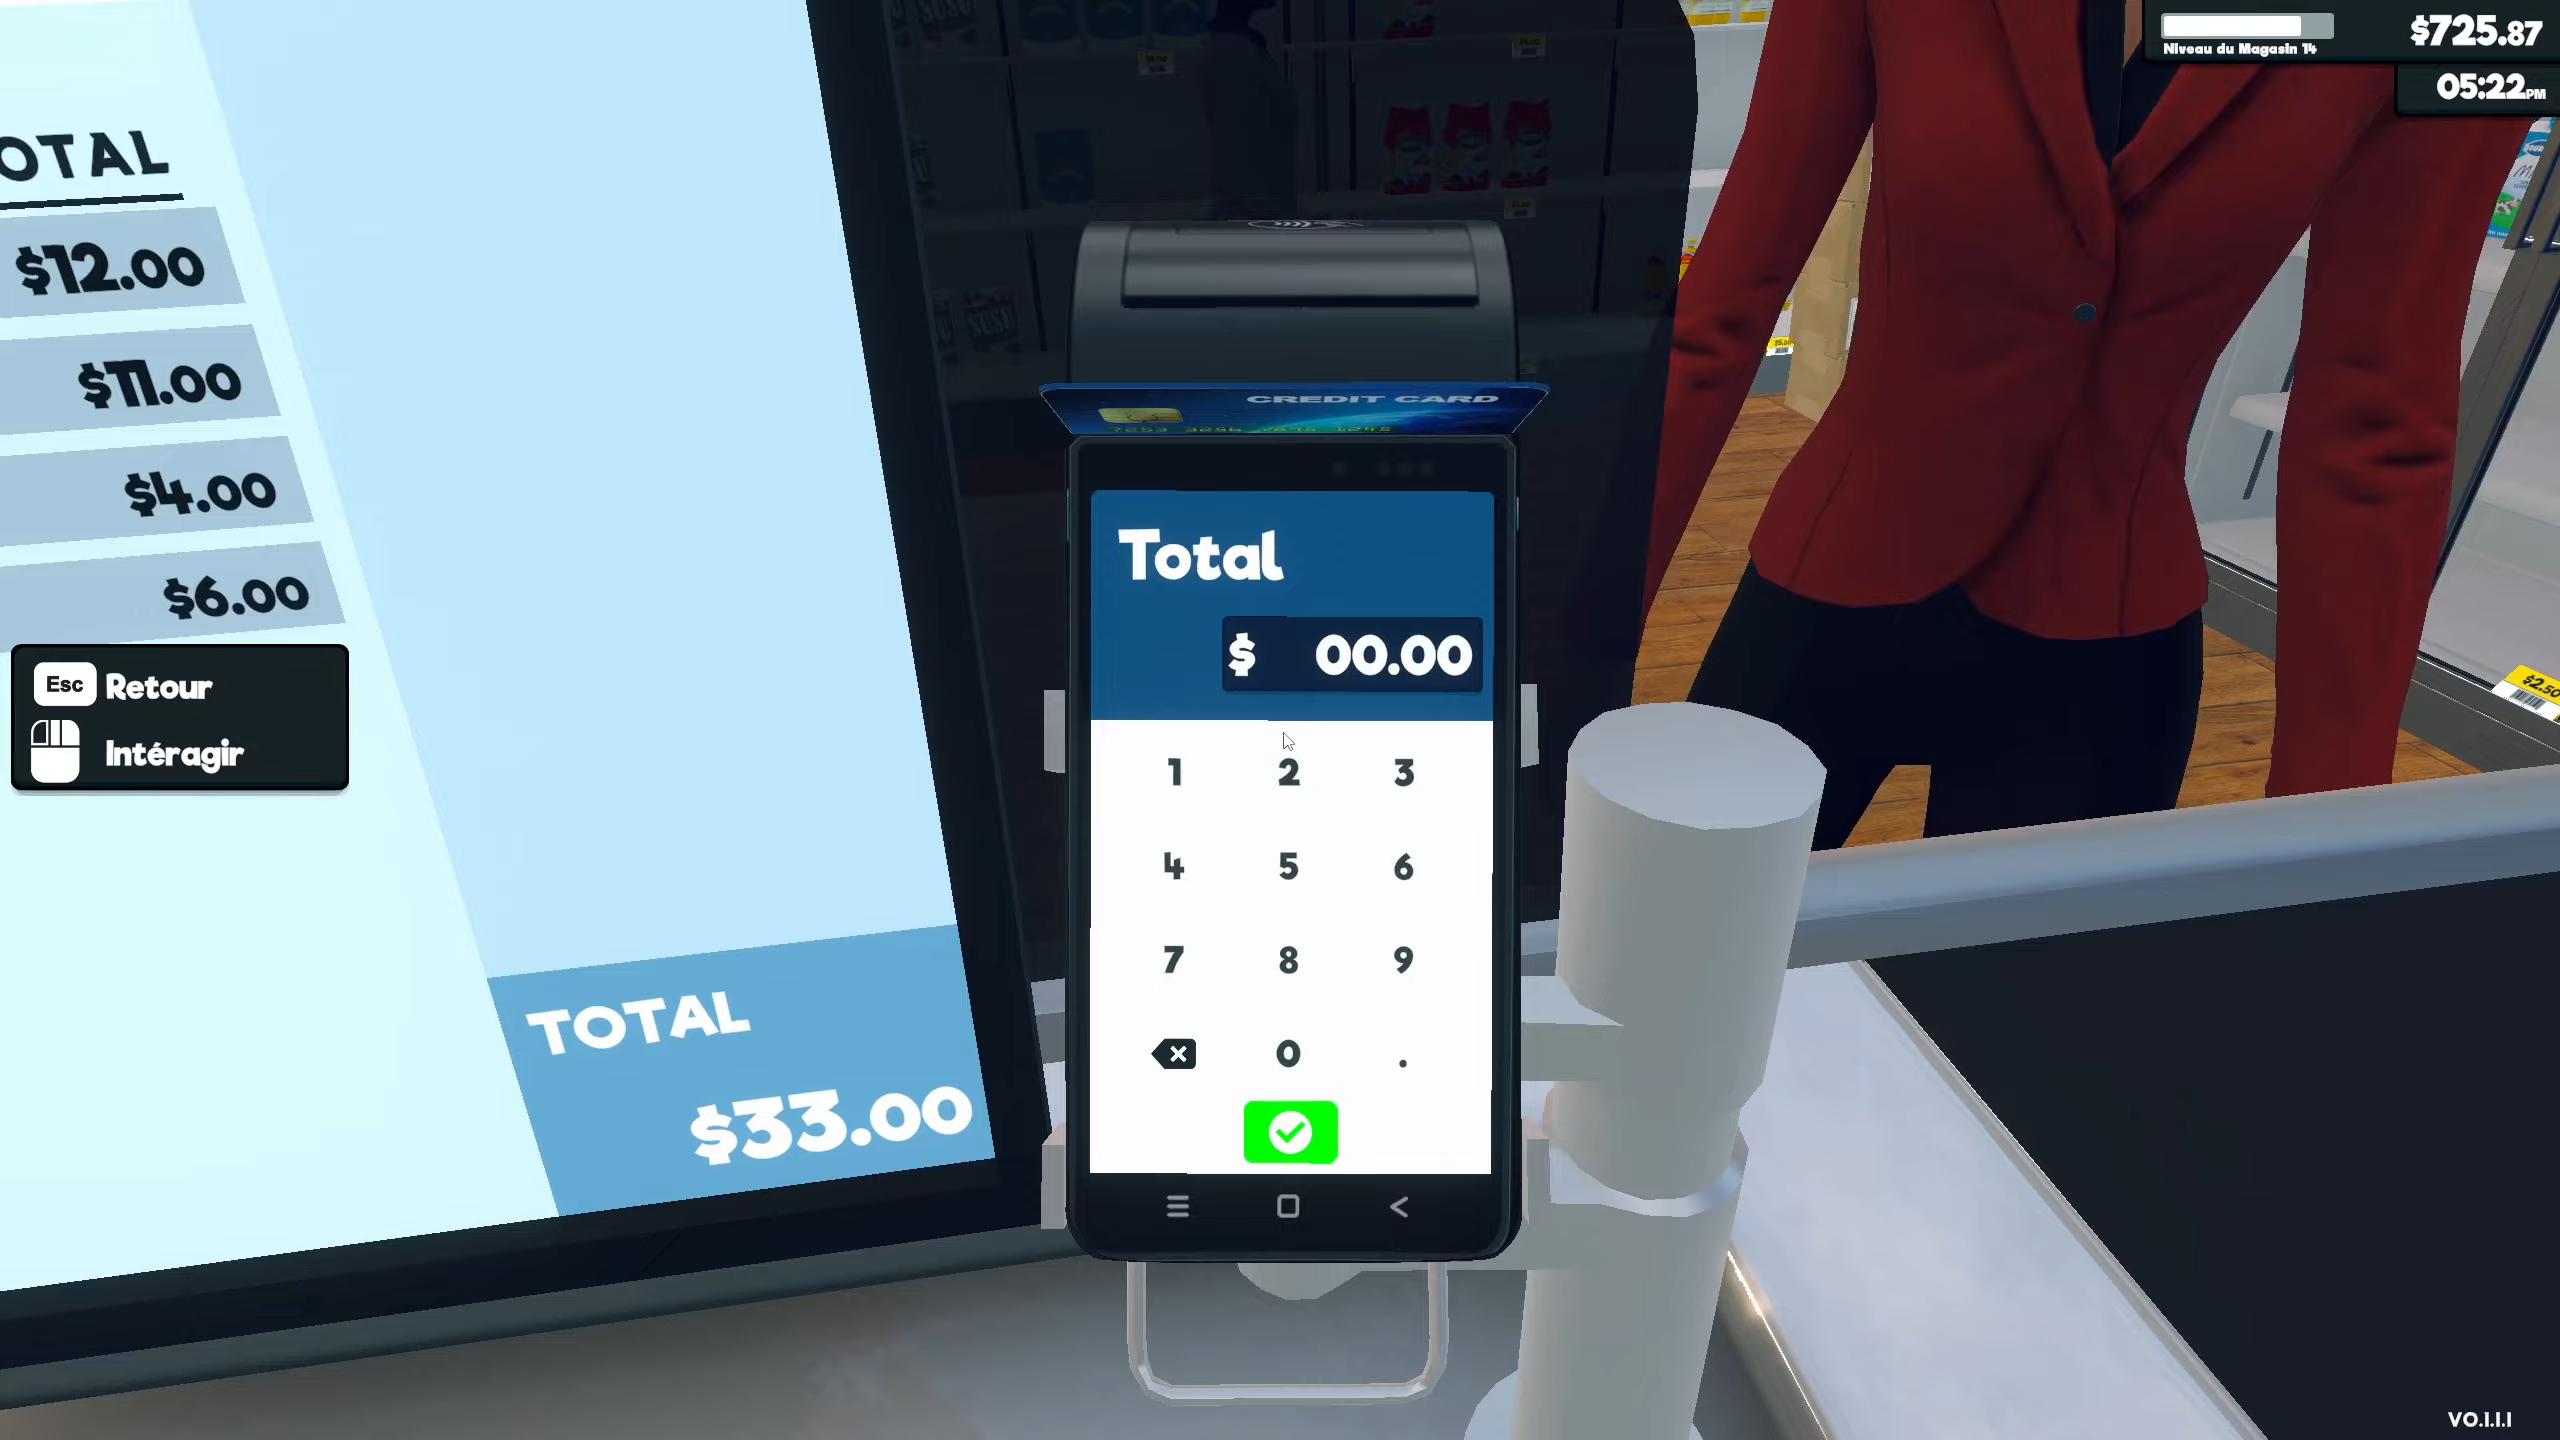 $725.87
Niveau du Magasin 14
05:22PM
OTAL
$12.00
$11.00
$4.00
$6.00
Esc Retour
Intéragir
TOTAL
$33.00
CREDIT CARD
Total
$ 00.00
1 2 3
4 5 6
7 8 9
0 .
$2.50
V0.1.1.1